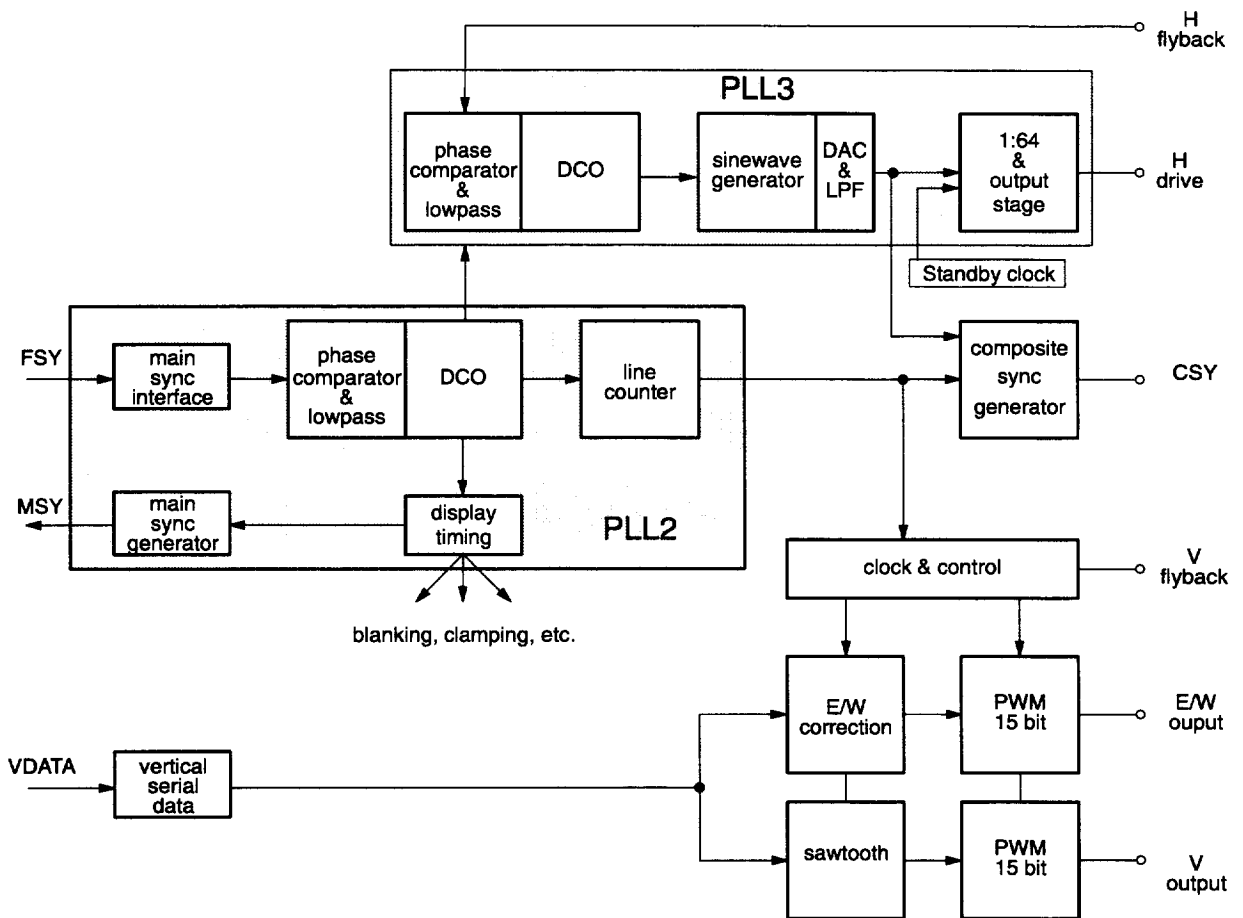 H
flyback
PLL3
phase
comparator
&
lowpass
DCO
sinewave
generator
DAC
&
LPF
1:64
&
output
stage
H
drive
Standby clock
FSY
main
sync
interface
phase
comparator
&
lowpass
DCO
line
counter
composite
sync
generator
CSY
MSY
main
sync
generator
display
timing
PLL2
blanking, clamping, etc.
clock & control
V
flyback
E/W
correction
PWM
15 bit
E/W
ouput
VDATA
vertical
serial
data
sawtooth
PWM
15 bit
V
output